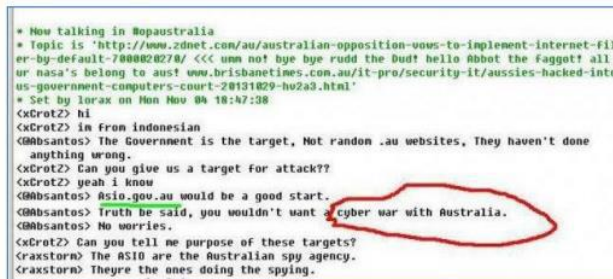 * Now talking in #opaustralia
* Topic is 'http://www.zdnet.com/au/australian-opposition-vows-to-implement-internet-fil
er-by-default-7000020270/ <<< umm no! bye bye rudd the Dud! hello Abbot the faggot! all
ur nasa's belong to aus! www.brisbanetimes.com.au/it-pro/security-it/aussies-hacked-into
us-government-computers-court-20131029-hv2a3.html'
* Set by lorax on Mon Nov 04 18:47:38
<xCrotZ> hi
<xCrotZ> im from indonesian
<@Absantos> The Government is the target, Not random .au websites, They haven't done
anything wrong.
<xCrotZ> Can you give us a target for attack??
<xCrotZ> yeah i know
<@Absantos> Asio.gov.au would be a good start.
<@Absantos> Truth be said, you wouldn't want a cyber war with Australia.
<@Absantos> No worries.
<xCrotZ> Can you tell me purpose of these targets?
<raxstorm> The ASIO are the Australian spy agency.
<raxstorm> Theyre the ones doing the spying.